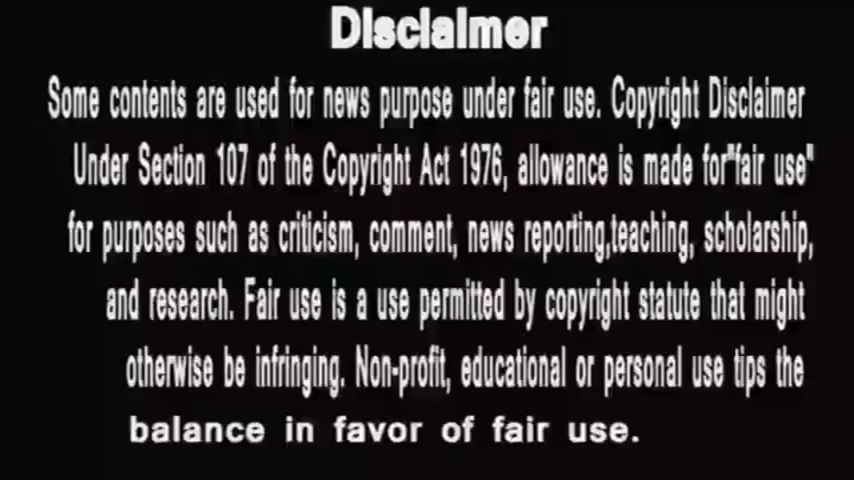 Disclaimer
Some contents are used for news purpose under fair use. Copyright Disclaimer
Under Section 107 of the Copyright Act 1976, allowance is made for"fair use"
for purposes such as criticism, comment, news reporting,teaching, scholarship,
and research. Fair use is a use permitted by copyright statute that might
otherwise be infringing. Non-profit, educational or personal use tips the
balance in favor of fair use.